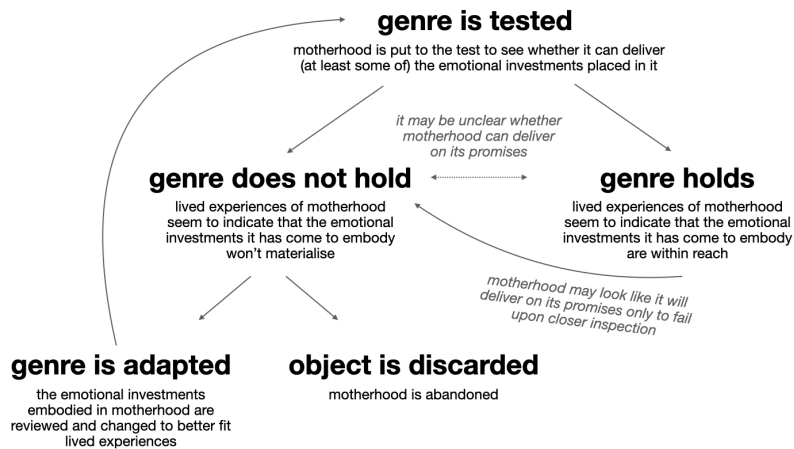 genre is tested
motherhood is put to the test to see whether it can deliver
(at least some of) the emotional investments placed in it
it may be unclear whether
motherhood can deliver
on its promises
genre does not hold
lived experiences of motherhood
seem to indicate that the emotional
investments it has come to embody
won't materialise
genre holds
lived experiences of motherhood
seem to indicate that the emotional
investments it has come to embody
are within reach
motherhood may look like it will
deliver on its promises only to fail
upon closer inspection
genre is adapted
the emotional investments
embodied in motherhood are
reviewed and changed to better fit
lived experiences
object is discarded
motherhood is abandoned